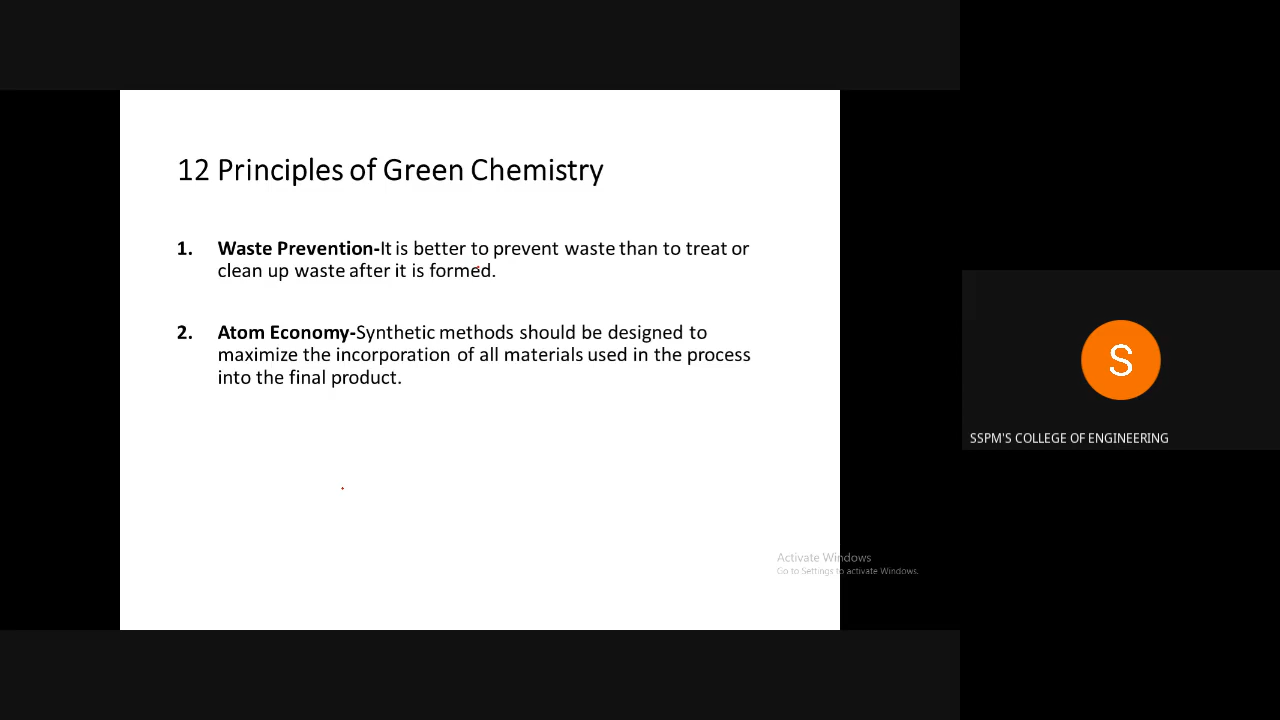 12 Principles of Green Chemistry
1. Waste Prevention-It is better to prevent waste than to treat or
clean up waste after it is formed.
2. Atom Economy-Synthetic methods should be designed to
maximize the incorporation of all materials used in the process
into the final product.
S
SSPM'S COLLEGE OF ENGINEERING
Activate Windows
Go to Settings to activate Windows.